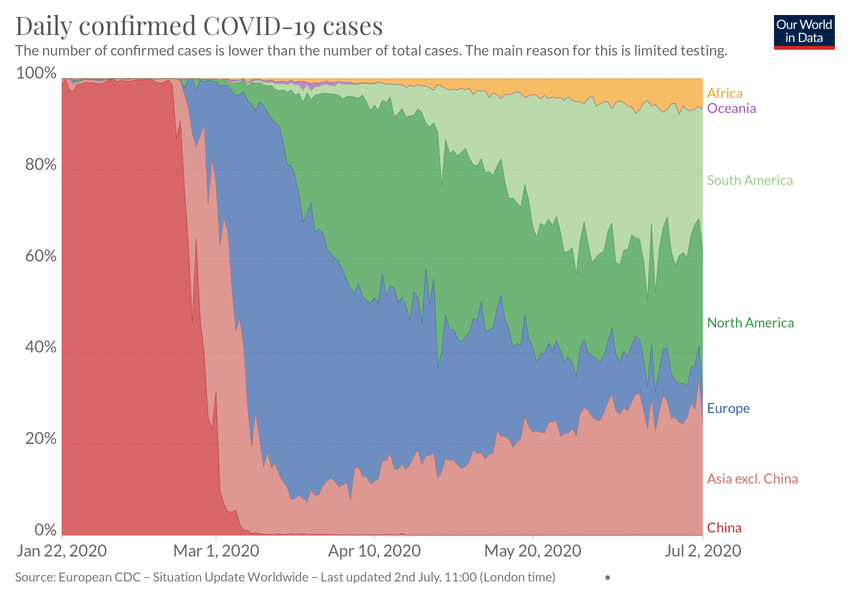 Daily confirmed COVID-19 cases
The number of confirmed cases is lower than the number of total cases. The main reason for this is limited testing.
Our World
in Data
100%
80%
60%
40%
20%
0%
Africa
Oceania
South America
North America
Europe
Asia excl. China
China
Jan 22, 2020
Mar 1, 2020
Apr 10, 2020
May 20, 2020
Jul 2, 2020
Source: European CDC – Situation Update Worldwide – Last updated 2nd July, 11:00 (London time)